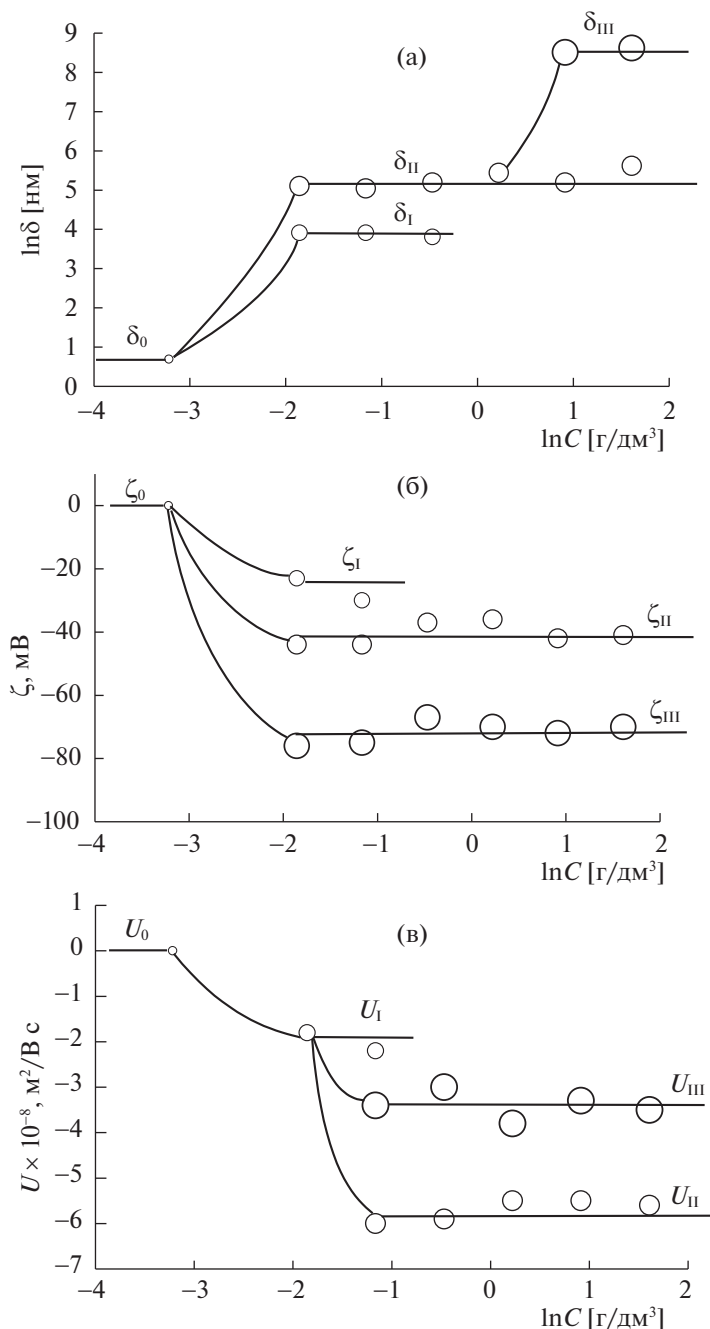 (а)
lnδ [нм]
9
8
7
6
5
4
3
2
1
0
δ0
δI
δII
δIII
−4 −3 −2 −1 0 1 2
lnC [г/дм³]
(б)
ζ, мВ
0
−20
−40
−60
−80
−100
ζ0
ζI
ζII
ζIII
−4 −3 −2 −1 0 1 2
lnC [г/дм³]
(в)
U × 10⁻⁸, м²/В с
1
0
−1
−2
−3
−4
−5
−6
−7
U0
UI
UIII
UII
−4 −3 −2 −1 0 1 2
lnC [г/дм³]